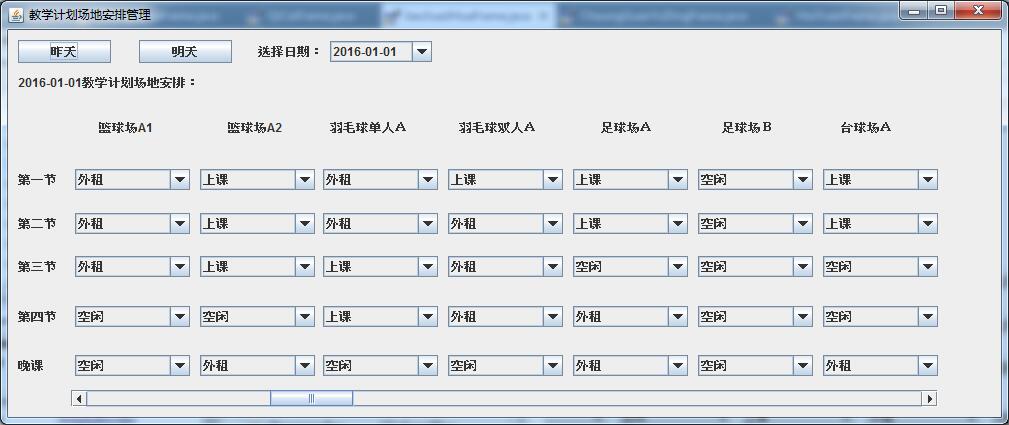 教学计划场地安排管理
昨天 明天 选择日期： 2016-01-01
2016-01-01教学计划场地安排：
篮球场A1 篮球场A2 羽毛球单人A 羽毛球双人A 足球场A 足球场B 台球场A
第一节 外租 上课 外租 上课 上课 空闲 上课
第二节 外租 上课 外租 外租 上课 空闲 上课
第三节 外租 上课 上课 外租 空闲 空闲 空闲
第四节 空闲 空闲 上课 外租 外租 空闲 空闲
晚课 空闲 外租 空闲 空闲 外租 空闲 外租